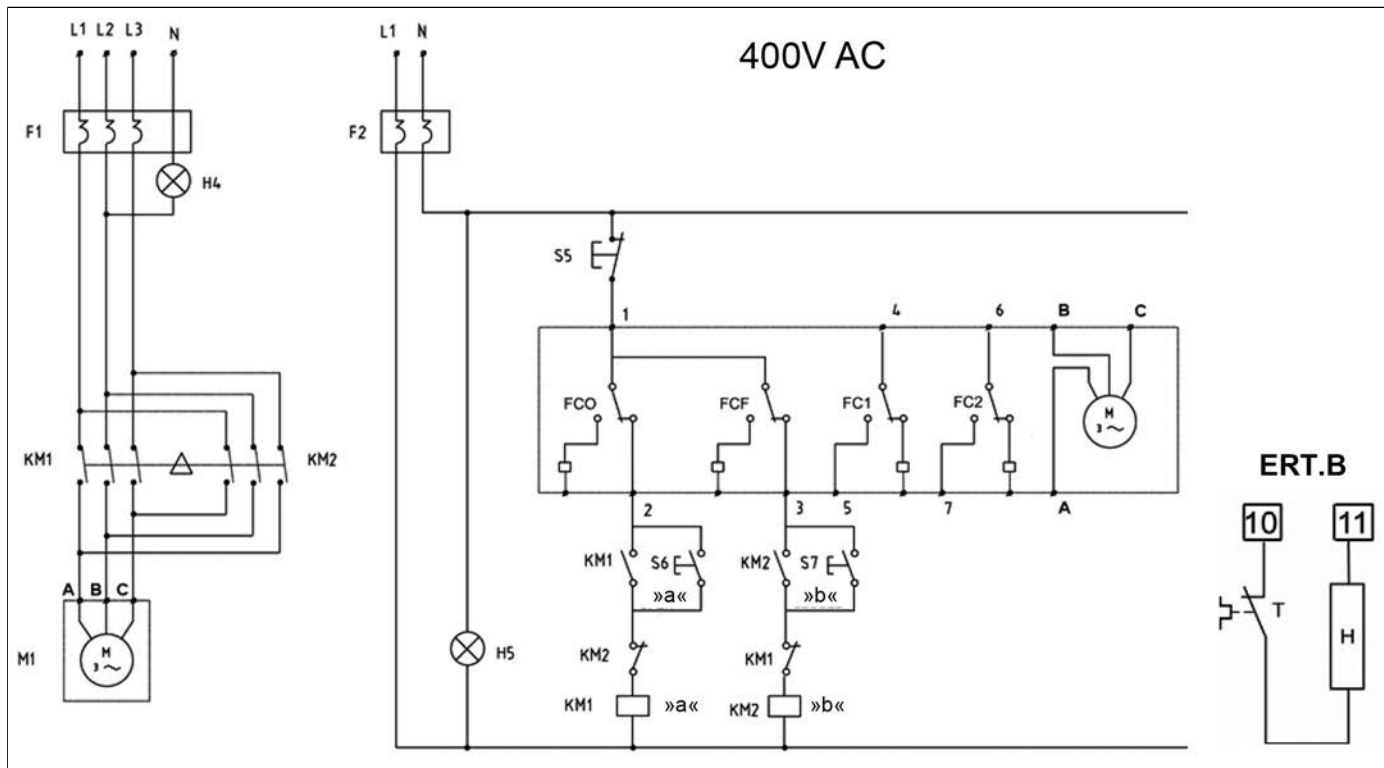 L1 L2 L3 N
L1 N
400V AC
F1
F2
H4
S5
1
4
6
B
C
FCO
FCF
FC1
FC2
M
3 ~
KM1
KM2
ERT.B
2
3
5
7
A
10
11
KM1
S6
KM2
S7
»a«
»b«
T
H
A B C
M1
M
3 ~
H5
KM2
KM1
KM1
»a«
KM2
»b«